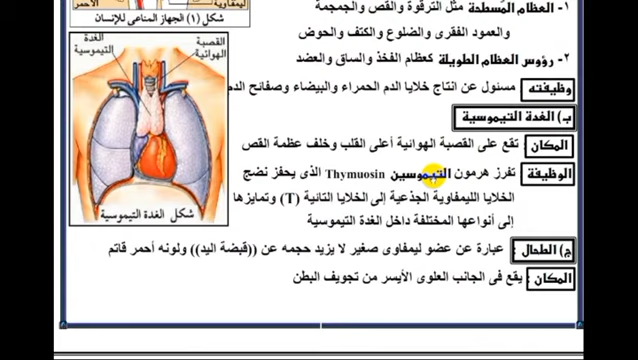 ١- العظام المُسطحة مثل الترقوة والقص والجمجمة
والعمود الفقرى والضلوع والكتف والحوض
٢- رؤوس العظام الطويلة كعظام الفخذ والساق والعضد
وظيفته مسئول عن انتاج خلايا الدم الحمراء والبيضاء وصفائح الدم
ب) الغدة التيموسية
المكان : تقع على القصبة الهوائية أعلى القلب وخلف عظمة القص
الوظيفة : تفرز هرمون التيموسين Thymuosin الذى يحفز نضج
الخلايا الليمفاوية الجذعية إلى الخلايا التائية (T) وتمايزها
إلى أنواعها المختلفة داخل الغدة التيموسية
ج) الطحال : عبارة عن عضو ليمفاوى صغير لا يزيد حجمه عن ((قبضة اليد)) ولونه أحمر قاتم
المكان : يقع فى الجانب العلوى الأيسر من تجويف البطن
الأحمر
ليمفاوية
شكل (١) الجهاز المناعى للإنسان
القصبة الهوائية
الغدة التيموسية
شكل الغدة التيموسية